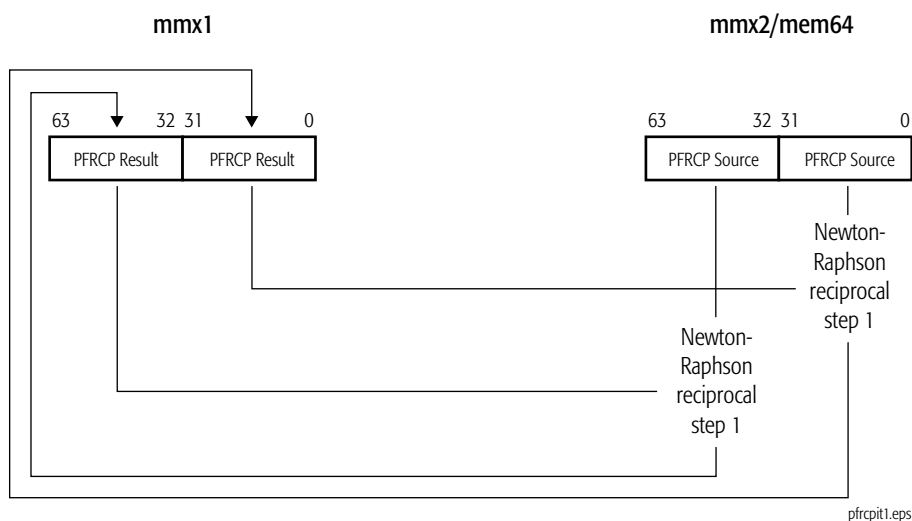 mmx1
mmx2/mem64
63 32 31 0
63 32 31 0
PFRCP Result PFRCP Result
PFRCP Source PFRCP Source
Newton-
Raphson
reciprocal
step 1
Newton-
Raphson
reciprocal
step 1
pfrcpit1.eps